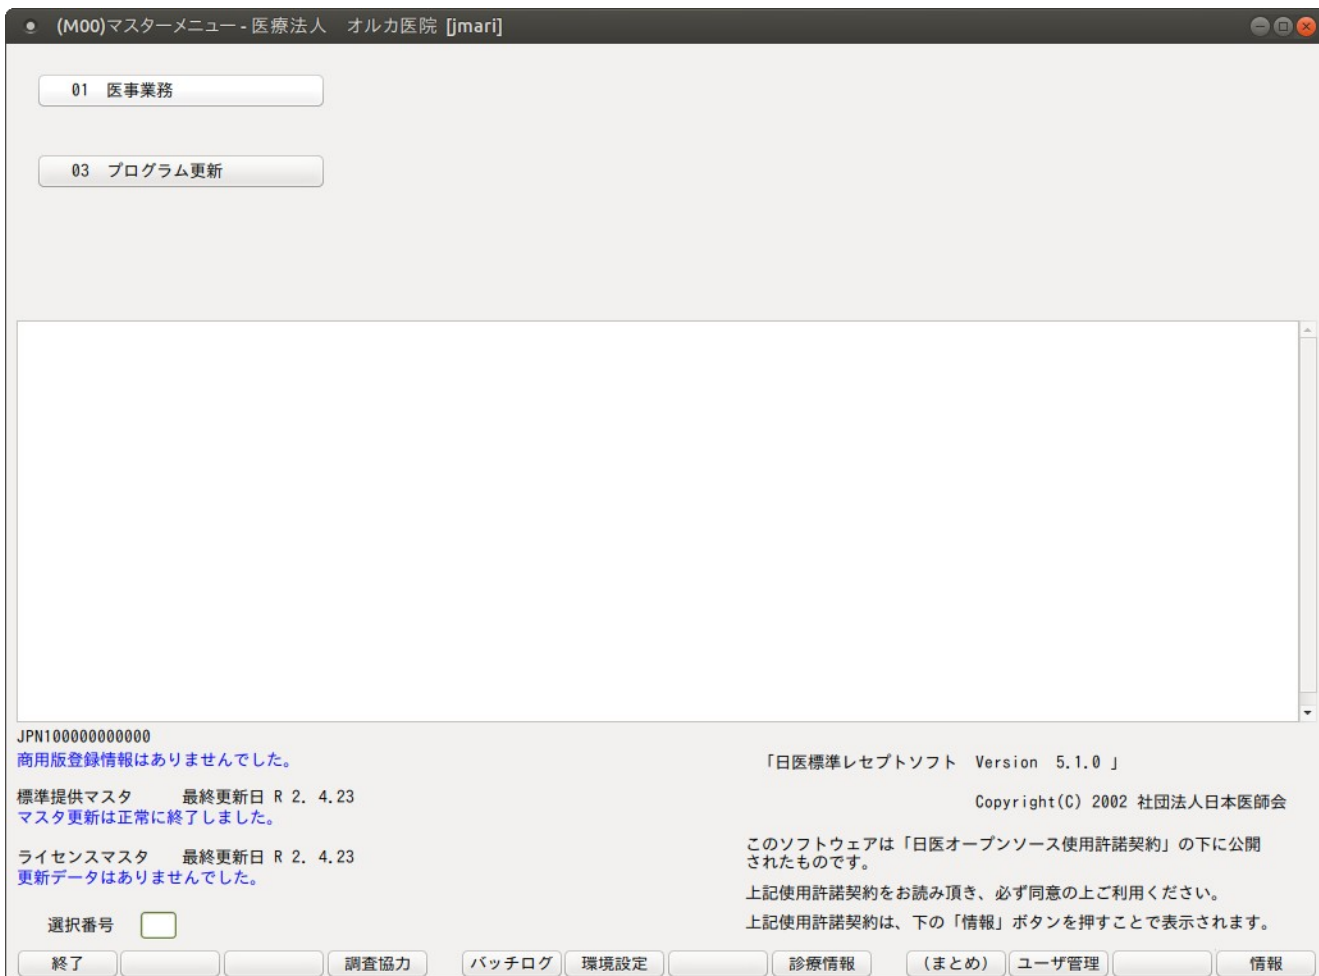 (M00)マスターメニュー - 医療法人　オルカ医院 [jmari]
01　医事業務
03　プログラム更新
JPN100000000000
商用版登録情報はありませんでした。
「日医標準レセプトソフト　Version　5.1.0 」
標準提供マスタ　　最終更新日 R 2. 4.23
Copyright(C) 2002 社団法人日本医師会
マスタ更新は正常に終了しました。
このソフトウェアは「日医オープンソース使用許諾契約」の下に公開
されたものです。
ライセンスマスタ　　最終更新日 R 2. 4.23
更新データはありませんでした。
上記使用許諾契約をお読み頂き、必ず同意の上ご利用ください。
選択番号
上記使用許諾契約は、下の「情報」ボタンを押すことで表示されます。
終了　調査協力　バッチログ　環境設定　診療情報　(まとめ)　ユーザ管理　情報